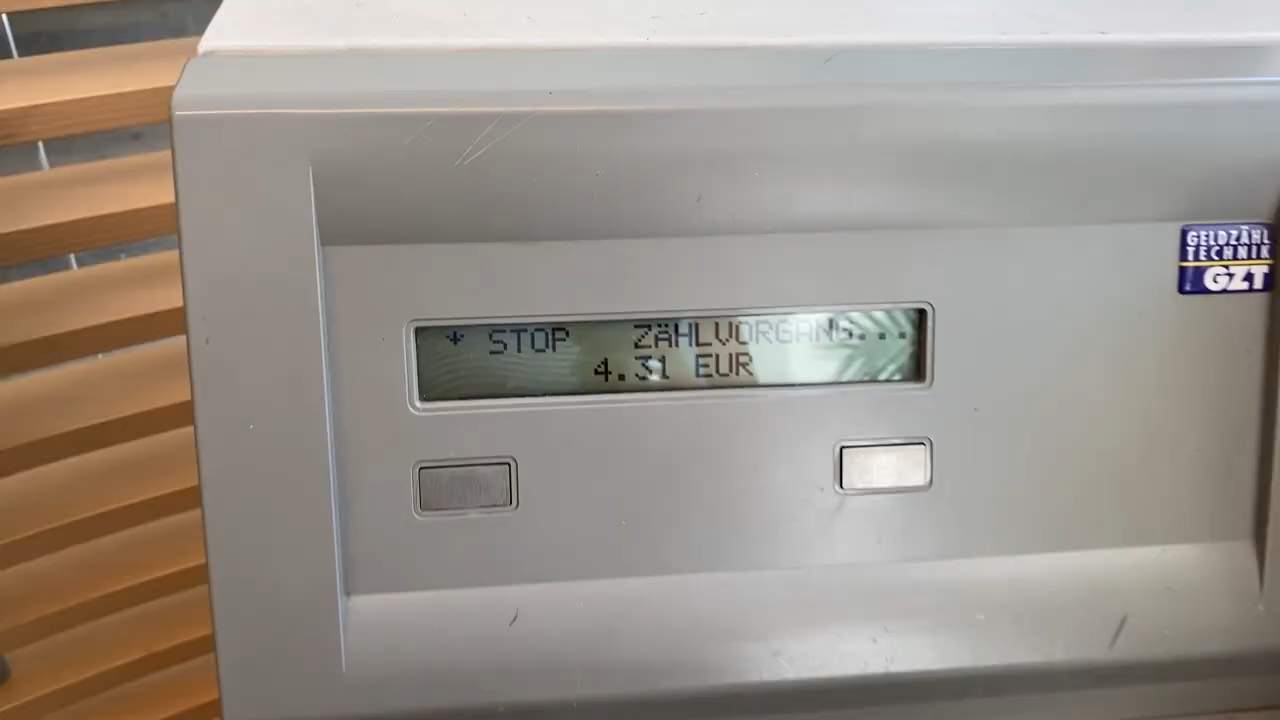 * STOP ZÄHLVORGANG...
4.31 EUR
GELDZÄHL
TECHNIK
GZT